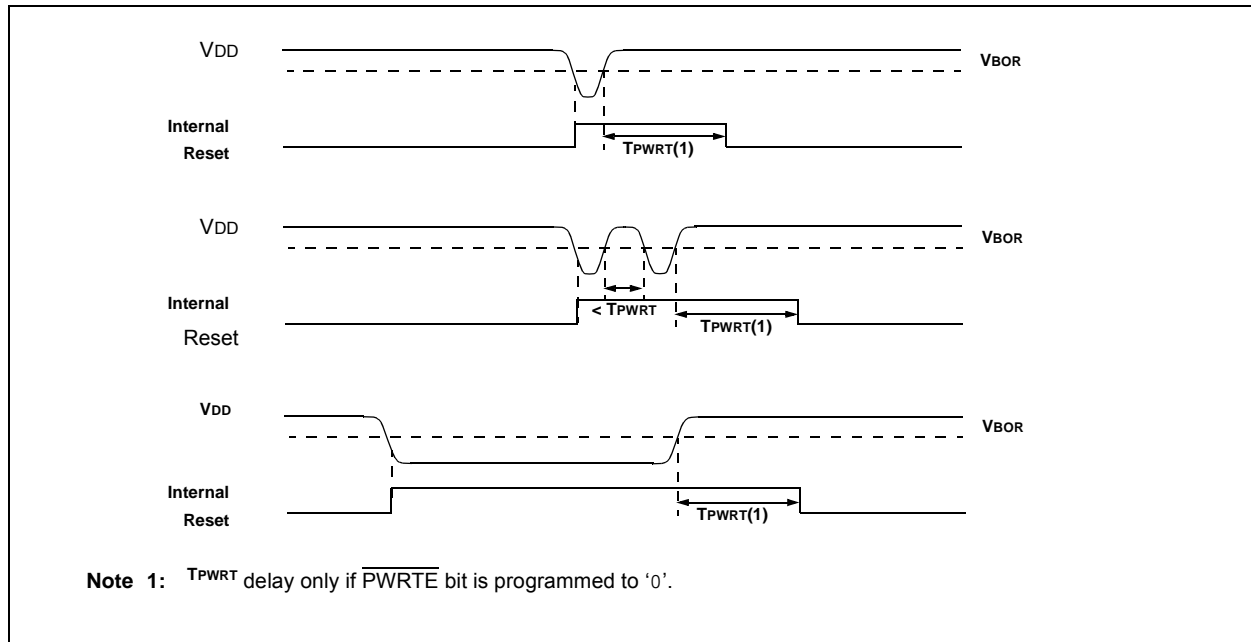 VDD
VBOR
Internal
Reset
TPWRT(1)
VDD
VBOR
Internal
Reset
< TPWRT
TPWRT(1)
VDD
VBOR
Internal
Reset
TPWRT(1)
Note 1: TPWRT delay only if PWRTE bit is programmed to ‘0’.